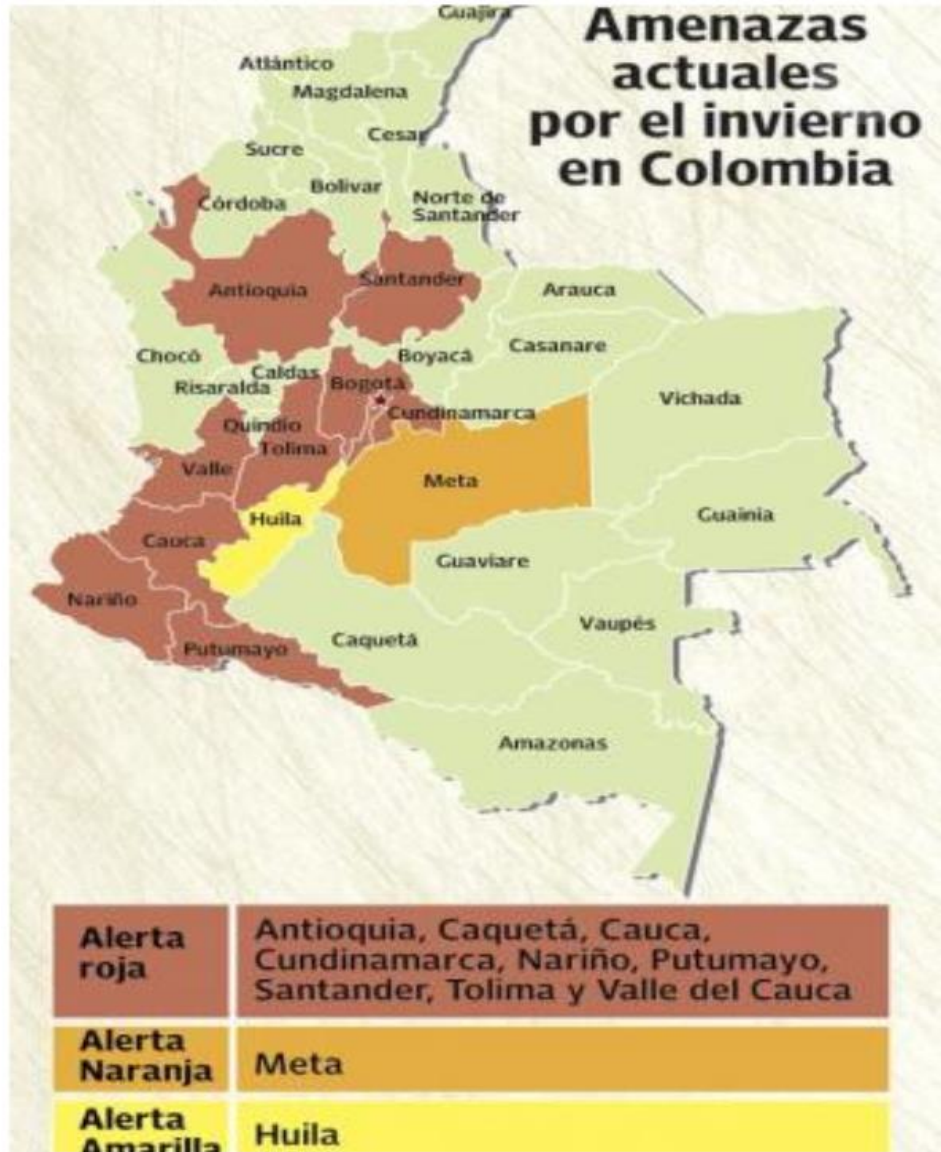 Guajira
Amenazas
actuales
por el invierno
en Colombia
Atlántico
Magdalena
Cesar
Sucre
Bolivar
Norte de
Santander
Córdoba
Antioquia
Santander
Arauca
Chocó
Boyacá
Casanare
Caldas
Risaralda
Bogotá
Vichada
Cundinamarca
Quindio
Tolima
Valle
Meta
Huila
Guainia
Cauca
Guaviare
Nariño
Vaupés
Putumayo
Caquetá
Amazonas
Alerta
roja
Antioquia, Caquetá, Cauca,
Cundinamarca, Nariño, Putumayo,
Santander, Tolima y Valle del Cauca
Alerta
Naranja
Meta
Alerta
Amarilla
Huila